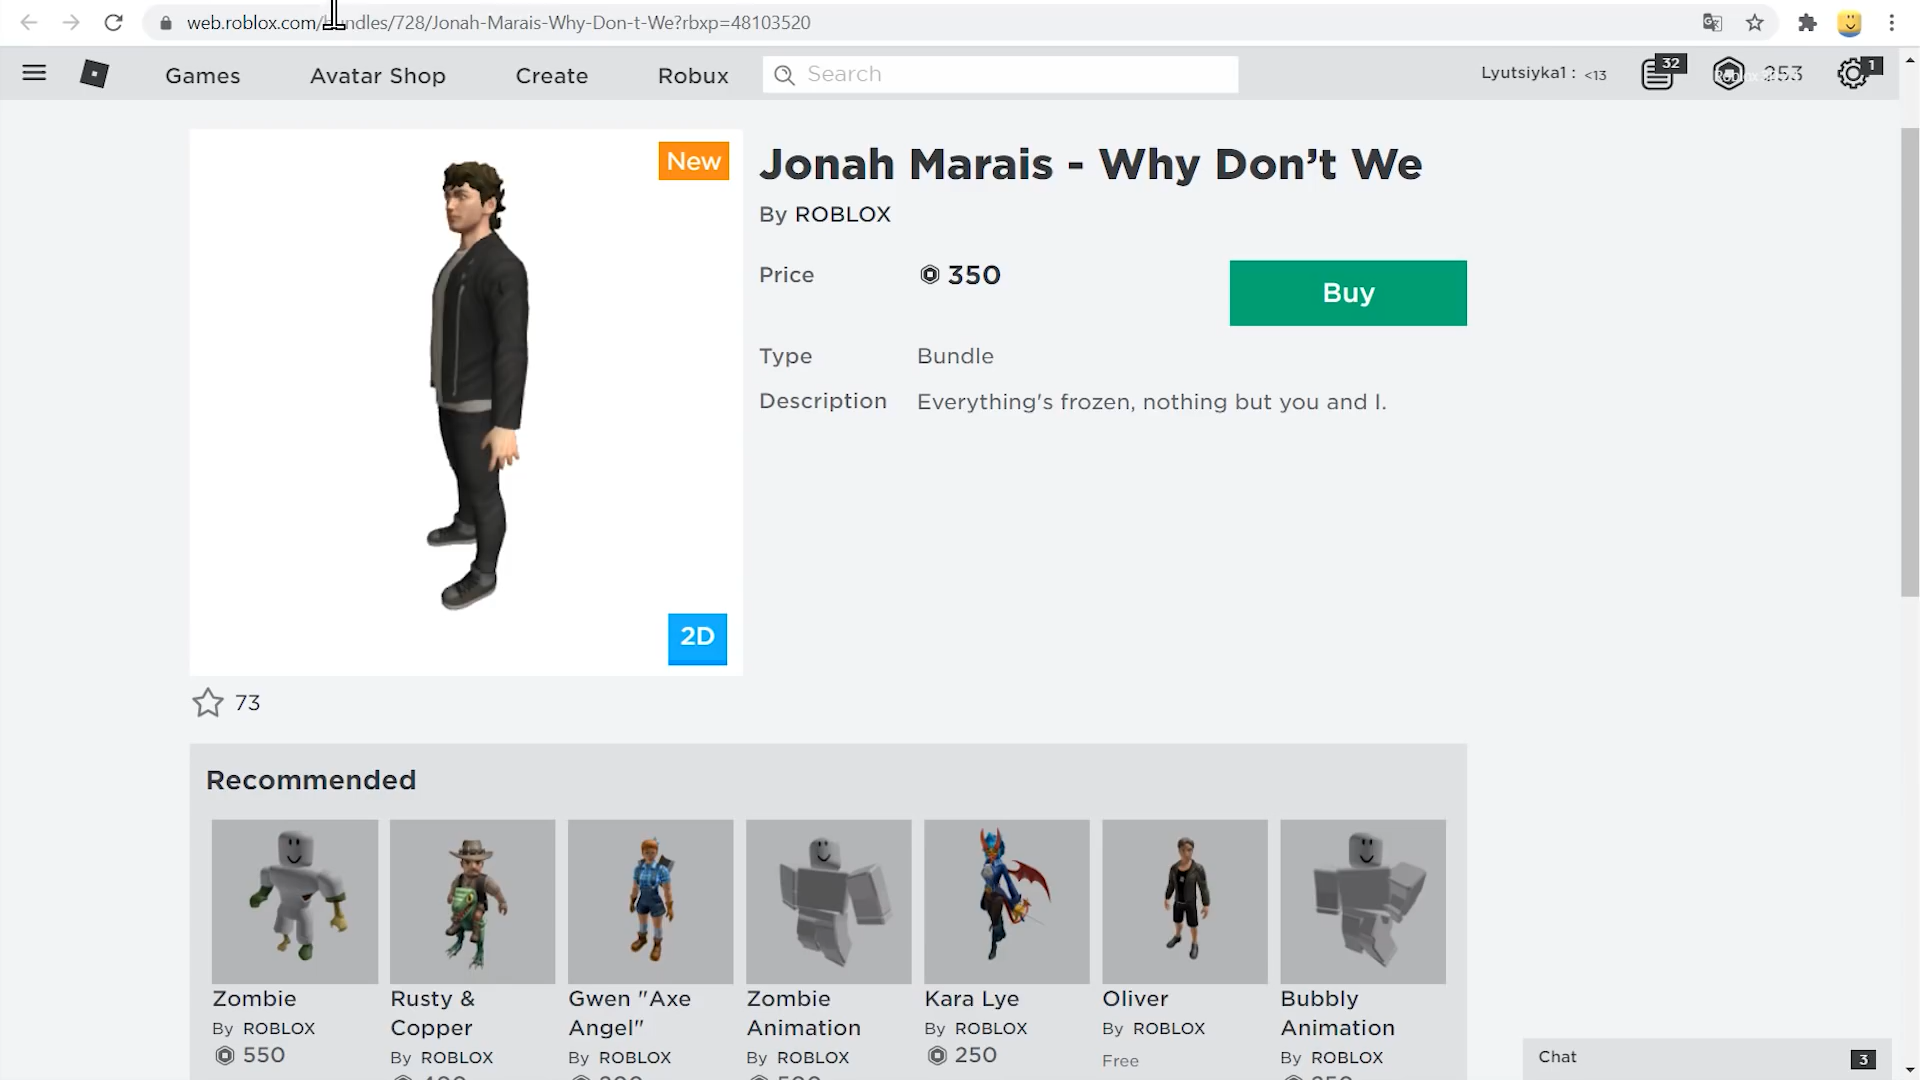 web.roblox.com/bundles/728/Jonah-Marais-Why-Don-t-We?rbxp=48103520
Games
Avatar Shop
Create
Robux
Search
Lyutsiyka1 : <13
32
253
1
New
2D
Jonah Marais - Why Don’t We
By ROBLOX
Price
350
Buy
Type
Bundle
Description
Everything's frozen, nothing but you and I.
73
Recommended
Zombie
By ROBLOX
550
Rusty &
Copper
By ROBLOX
Gwen "Axe
Angel"
By ROBLOX
Zombie
Animation
By ROBLOX
Kara Lye
By ROBLOX
250
Oliver
By ROBLOX
Free
Bubbly
Animation
By ROBLOX
Chat
3